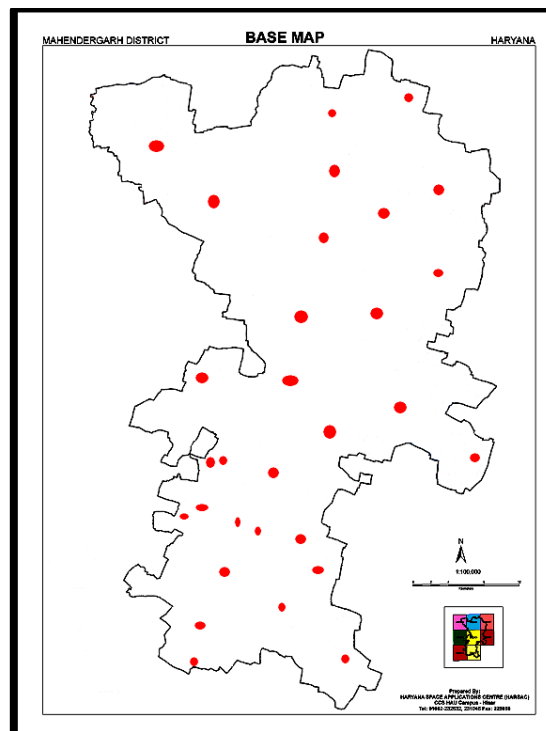 MAHENDERGARH DISTRICT BASE MAP HARYANA
N
1:100,000
Prepared By:
HARYANA SPACE APPLICATIONS CENTRE (HARSAC)
CCS HAU Campus - Hisar